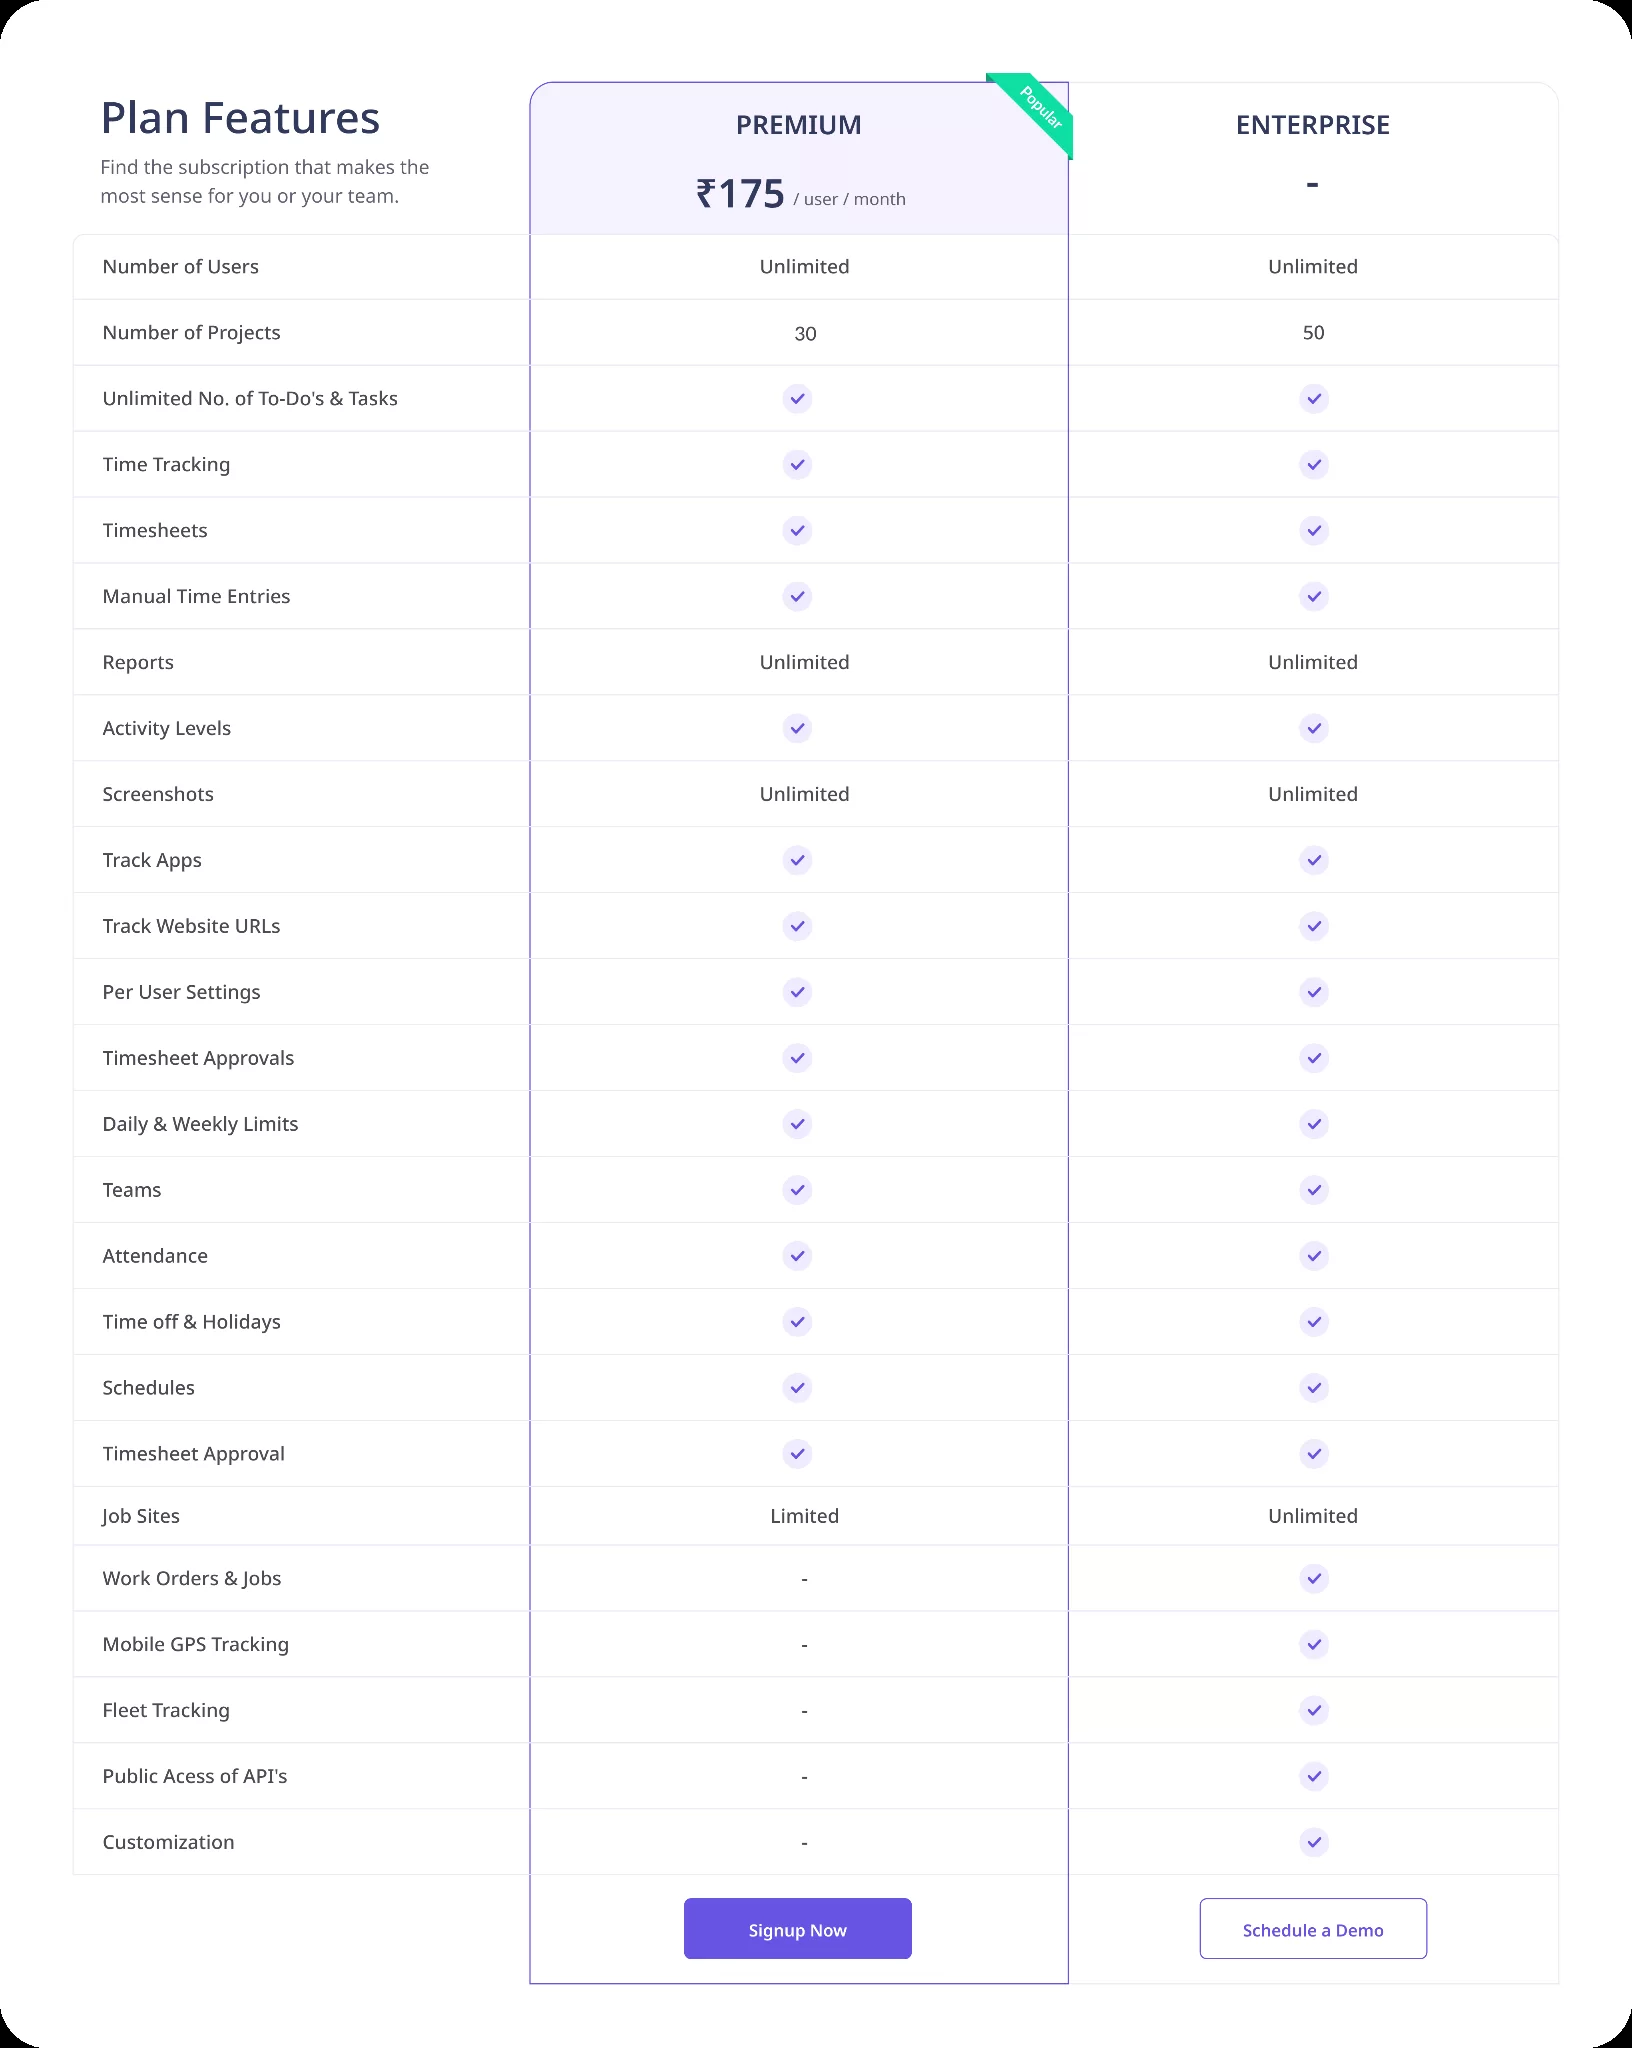 Plan Features
Find the subscription that makes the
most sense for you or your team.
PREMIUM
Popular
₹175 / user / month
ENTERPRISE
-
Number of Users Unlimited Unlimited
Number of Projects 30 50
Unlimited No. of To-Do's & Tasks
Time Tracking
Timesheets
Manual Time Entries
Reports Unlimited Unlimited
Activity Levels
Screenshots Unlimited Unlimited
Track Apps
Track Website URLs
Per User Settings
Timesheet Approvals
Daily & Weekly Limits
Teams
Attendance
Time off & Holidays
Schedules
Timesheet Approval
Job Sites Limited Unlimited
Work Orders & Jobs -
Mobile GPS Tracking -
Fleet Tracking -
Public Acess of API's -
Customization -
Signup Now Schedule a Demo